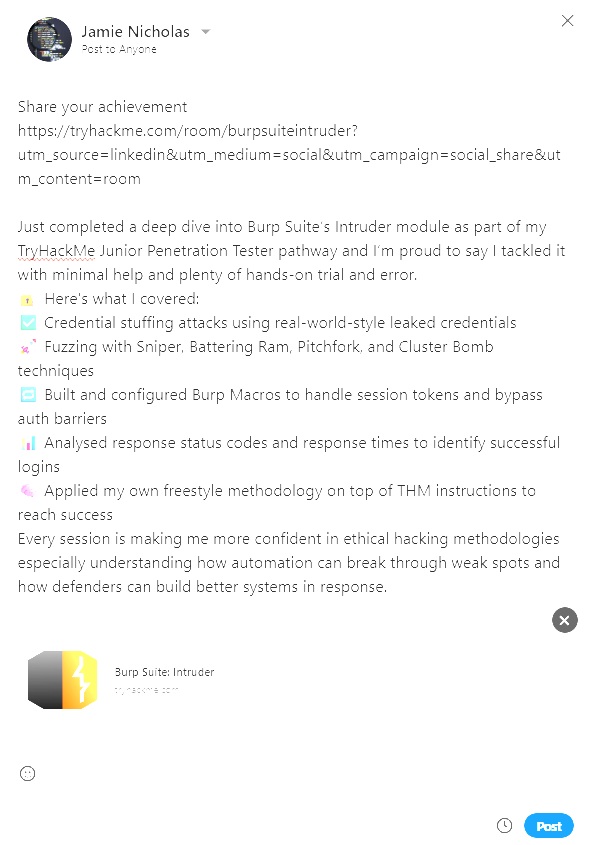 Jamie Nicholas
Post to Anyone
Share your achievement
https://tryhackme.com/room/burpsuiteintruder?
utm_source=linkedin&utm_medium=social&utm_campaign=social_share&ut
m_content=room
Just completed a deep dive into Burp Suite's Intruder module as part of my
TryHackMe Junior Penetration Tester pathway and I'm proud to say I tackled it
with minimal help and plenty of hands-on trial and error.
Here's what I covered:
Credential stuffing attacks using real-world-style leaked credentials
Fuzzing with Sniper, Battering Ram, Pitchfork, and Cluster Bomb
techniques
Built and configured Burp Macros to handle session tokens and bypass
auth barriers
Analysed response status codes and response times to identify successful
logins
Applied my own freestyle methodology on top of THM instructions to
reach success
Every session is making me more confident in ethical hacking methodologies
especially understanding how automation can break through weak spots and
how defenders can build better systems in response.
Burp Suite: Intruder
tryhackme.com
Post